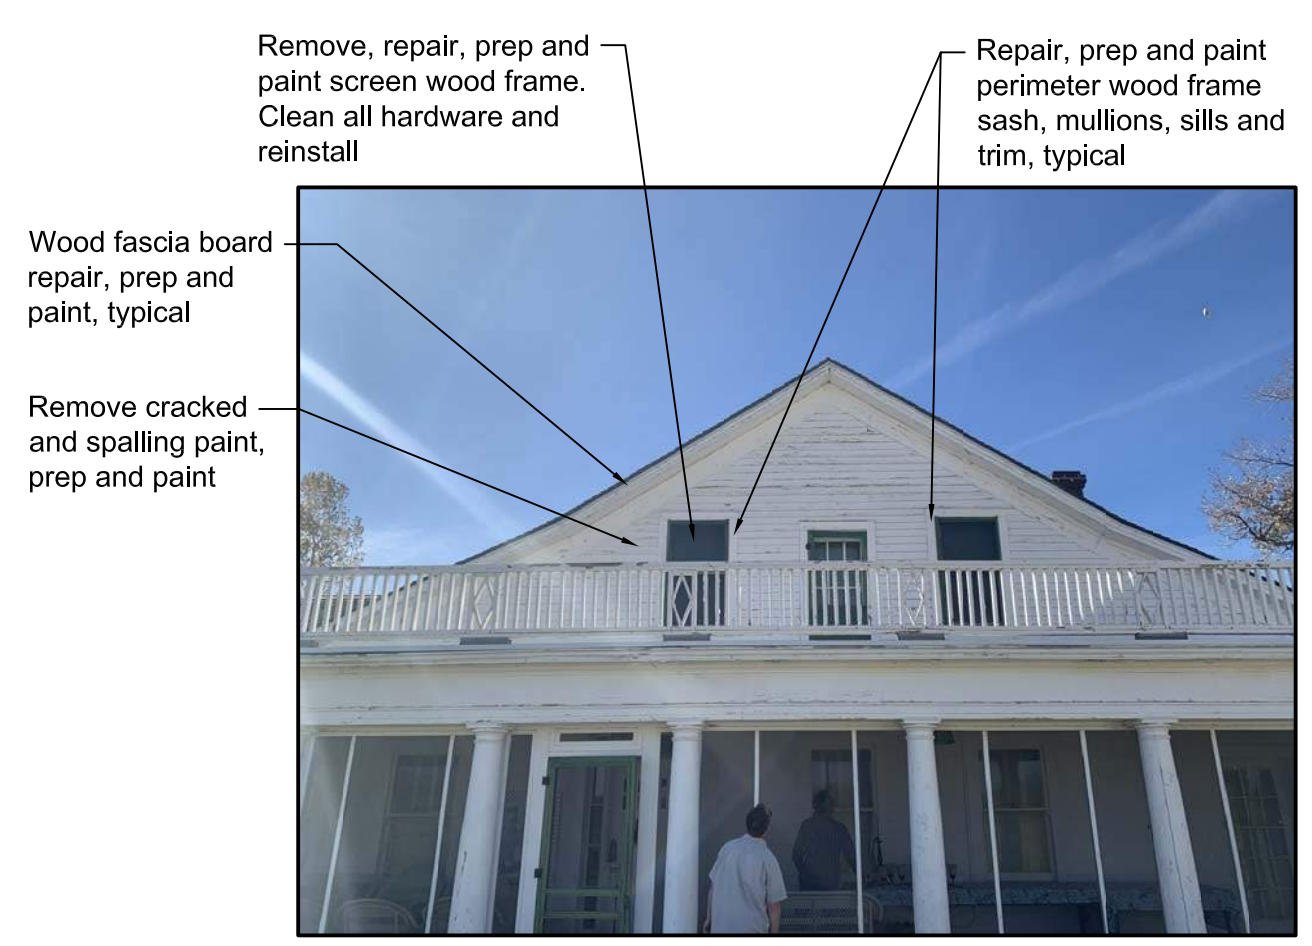 Remove, repair, prep and
paint screen wood frame.
Clean all hardware and
reinstall
Repair, prep and paint
perimeter wood frame
sash, mullions, sills and
trim, typical
Wood fascia board
repair, prep and
paint, typical
Remove cracked
and spalling paint,
prep and paint